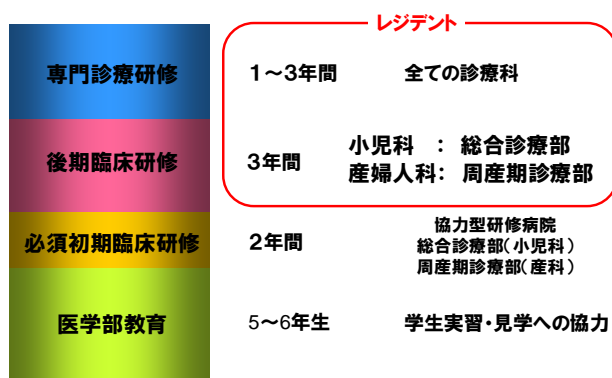 レジデント
専門診療研修 1～3年間 全ての診療科
後期臨床研修 3年間 小児科 ： 総合診療部
産婦人科： 周産期診療部
必須初期臨床研修 2年間 協力型研修病院
総合診療部（小児科）
周産期診療部（産科）
医学部教育 5～6年生 学生実習・見学への協力